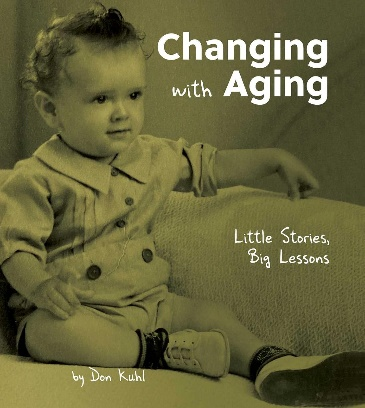 Changing
with Aging
Little Stories,
Big Lessons
by Don Kuhl